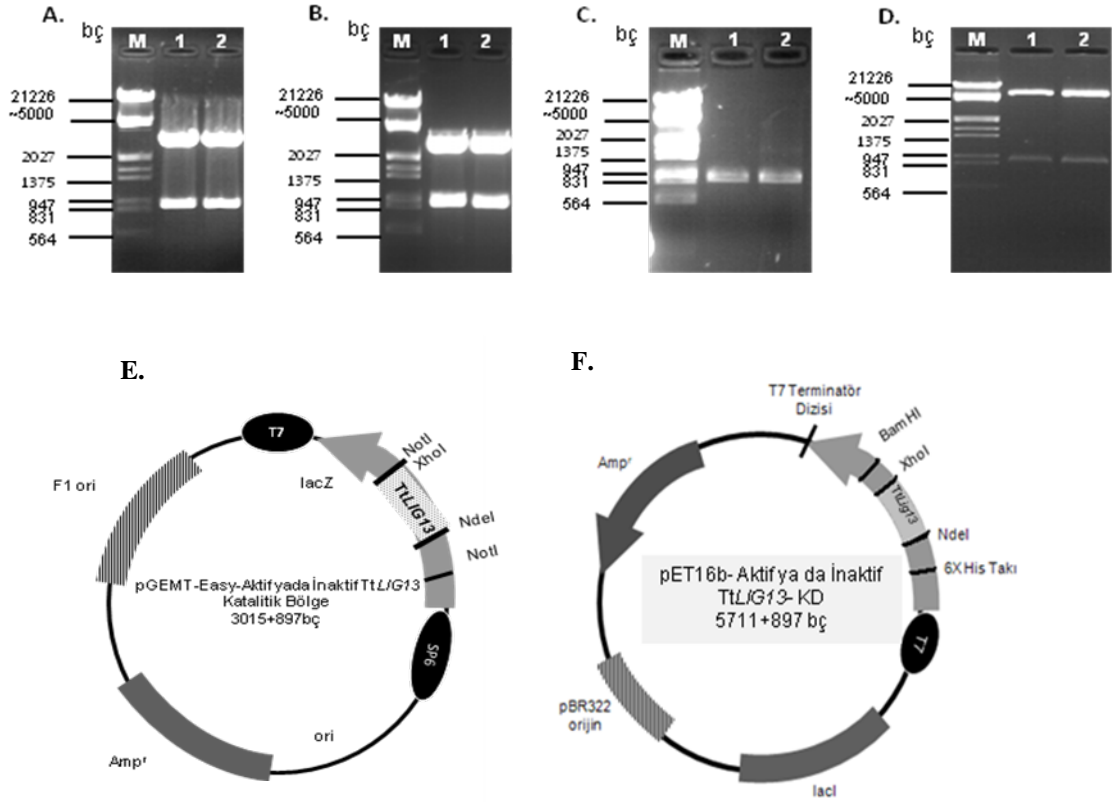 A.
bç
M 1 2
21226
~5000
2027
1375
947
831
564
B.
bç
M 1 2
21226
~5000
2027
1375
947
831
564
C.
bç
M 1 2
21226
~5000
2027
1375
947
831
564
D.
bç
M 1 2
21226
~5000
2027
1375
947
831
564
E.
T7
NotI
XhoI
lacZ
TtLIG13
NdeI
NotI
F1 ori
pGEMT-Easy-Aktif yada İnaktif TtLIG13
Katalitik Bölge
3015+897bç
SP6
ori
Ampʳ
F.
T7 Terminatör
Dizisi
BamHI
XhoI
TtLig13
NdeI
6X His Takı
Ampʳ
pET16b- Aktif ya da İnaktif
TtLIG13- KD
5711+897 bç
T7
pBR322
orijin
lacI